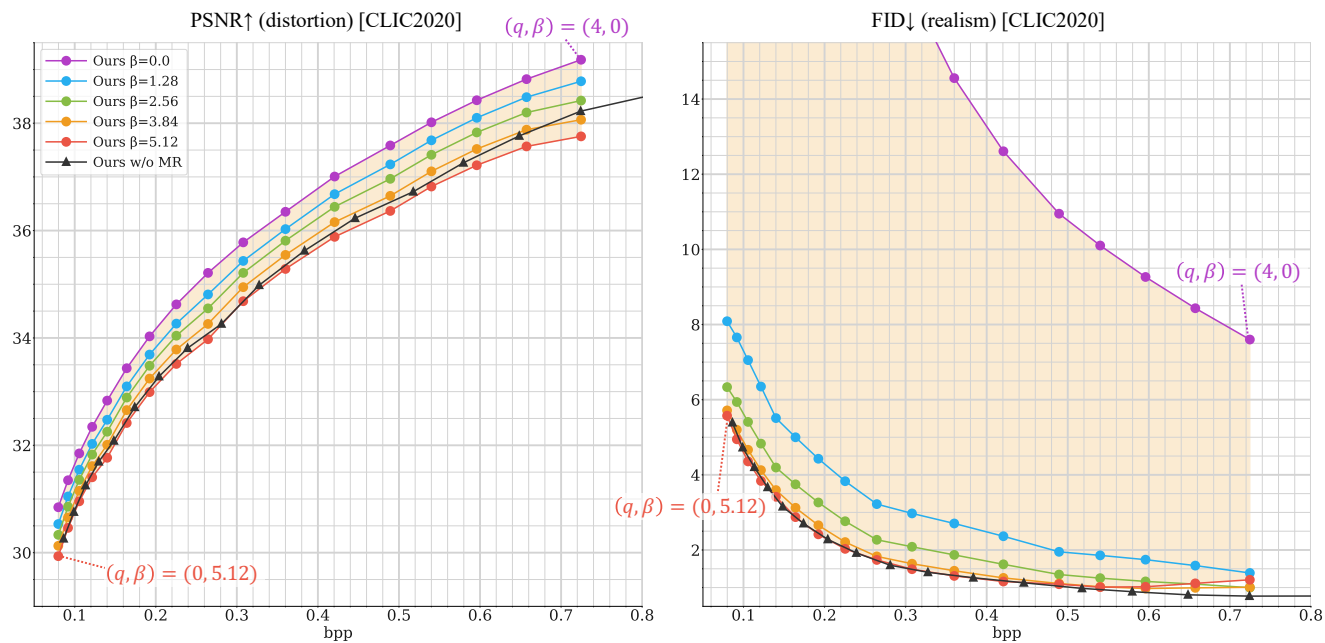 PSNR↑ (distortion) [CLIC2020]
(q, β) = (4, 0)
Ours β=0.0
Ours β=1.28
Ours β=2.56
Ours β=3.84
Ours β=5.12
Ours w/o MR
38
36
34
32
30
(q, β) = (0, 5.12)
0.1 0.2 0.3 0.4 0.5 0.6 0.7 0.8
bpp
FID↓ (realism) [CLIC2020]
14
12
10
8
6
4
2
(q, β) = (4, 0)
(q, β) = (0, 5.12)
0.1 0.2 0.3 0.4 0.5 0.6 0.7 0.8
bpp